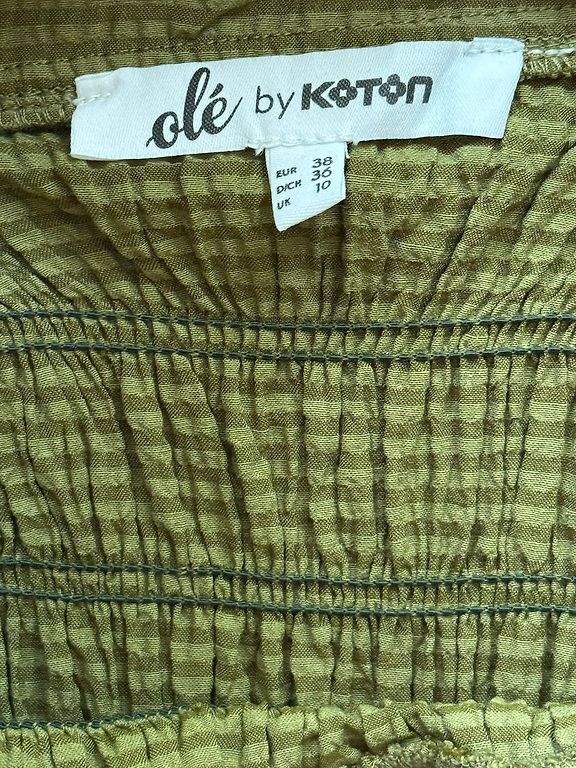 olé by KOTON
EUR 38
D/CH 36
UK 10